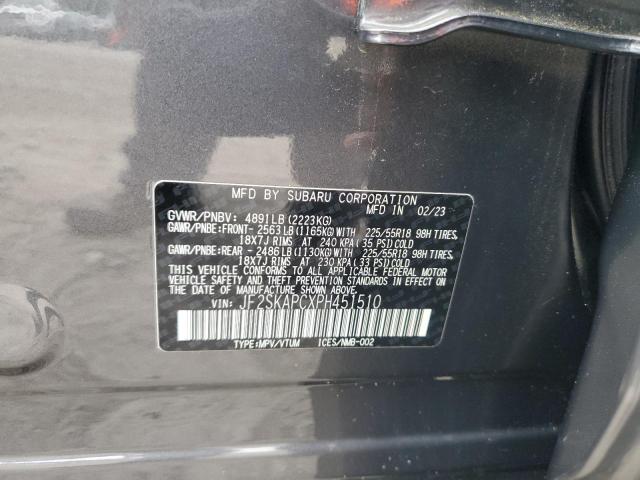 MFD BY SUBARU CORPORATION
MFD IN 02/23
GVWR/PNBV: 4891LB(2223KG)
GAWR/PNBE:FRONT- 2563LB(1165KG)WITH 225/55R18 98H TIRES,
18X7J RIMS AT 240 KPA(35 PSI)COLD
GAWR/PNBE:REAR - 2486LB(1130KG)WITH 225/55R18 98H TIRES,
18X7J RIMS AT 230 KPA(33 PSI)COLD
THIS VEHICLE CONFORMS TO ALL APPLICABLE FEDERAL MOTOR
VEHICLE SAFETY AND THEFT PREVENTION STANDARDS IN EFFECT ON
THE DATE OF MANUFACTURE SHOWN ABOVE.
VIN: JF2SKAPCXPH451510
TYPE:MPV/VTUM ICES/NMB-002